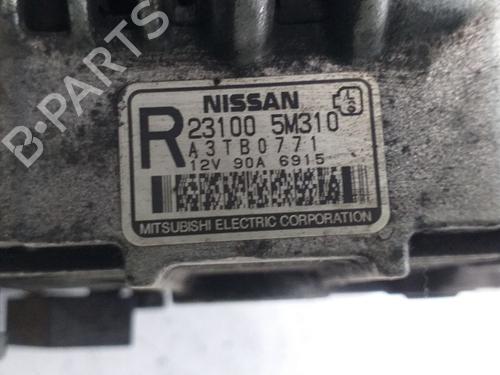 NISSAN
R 23100 5M310
A3TB0771
12V 90A 6915
MITSUBISHI ELECTRIC CORPORATION
B-PARTS